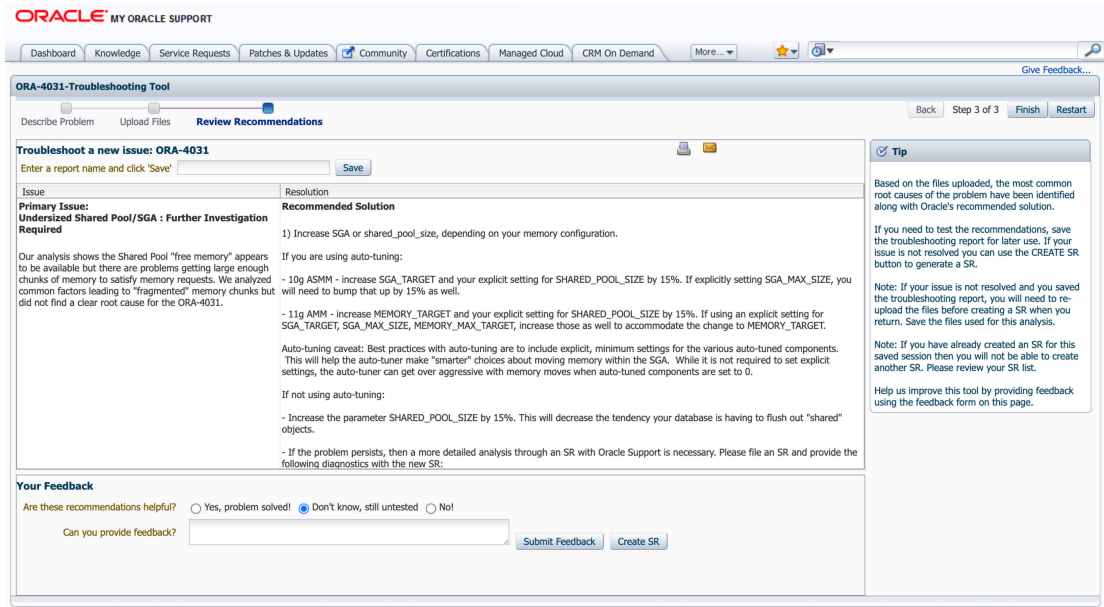 ORACLE® MY ORACLE SUPPORT
Dashboard Knowledge Service Requests Patches & Updates Community Certifications Managed Cloud CRM On Demand More...
Give Feedback...
ORA-4031-Troubleshooting Tool
Describe Problem Upload Files Review Recommendations
Back Step 3 of 3 Finish Restart
Troubleshoot a new issue: ORA-4031
Enter a report name and click 'Save' Save
Issue Resolution
Primary Issue:
Undersized Shared Pool/SGA : Further Investigation
Required
Our analysis shows the Shared Pool "free memory" appears
to be available but there are problems getting large enough
chunks of memory to satisfy memory requests. We analyzed
common factors leading to "fragmented" memory chunks but
did not find a clear root cause for the ORA-4031.
Recommended Solution
1) Increase SGA or shared_pool_size, depending on your memory configuration.
If you are using auto-tuning:
- 10g ASMM - increase SGA_TARGET and your explicit setting for SHARED_POOL_SIZE by 15%. If explicitly setting SGA_MAX_SIZE, you
will need to bump that up by 15% as well.
- 11g AMM - increase MEMORY_TARGET and your explicit setting for SHARED_POOL_SIZE by 15%. If using an explicit setting for
SGA_TARGET, SGA_MAX_SIZE, MEMORY_MAX_TARGET, increase those as well to accommodate the change to MEMORY_TARGET.
Auto-tuning caveat: Best practices with auto-tuning are to include explicit, minimum settings for the various auto-tuned components.
This will help the auto-tuner make "smarter" choices about moving memory within the SGA. While it is not required to set explicit
settings, the auto-tuner can get over aggressive with memory moves when auto-tuned components are set to 0.
If not using auto-tuning:
- Increase the parameter SHARED_POOL_SIZE by 15%. This will decrease the tendency your database is having to flush out "shared"
objects.
- If the problem persists, then a more detailed analysis through an SR with Oracle Support is necessary. Please file an SR and provide the
following diagnostics with the new SR:
Tip
Based on the files uploaded, the most common
root causes of the problem have been identified
along with Oracle's recommended solution.
If you need to test the recommendations, save
the troubleshooting report for later use. If your
issue is not resolved you can use the CREATE SR
button to generate a SR.
Note: If your issue is not resolved and you saved
the troubleshooting report, you will need to re-
upload the files before creating a SR when you
return. Save the files used for this analysis.
Note: If you have already created an SR for this
saved session then you will not be able to create
another SR. Please review your SR list.
Help us improve this tool by providing feedback
using the feedback form on this page.
Your Feedback
Are these recommendations helpful? Yes, problem solved! Don't know, still untested No!
Can you provide feedback? Submit Feedback Create SR